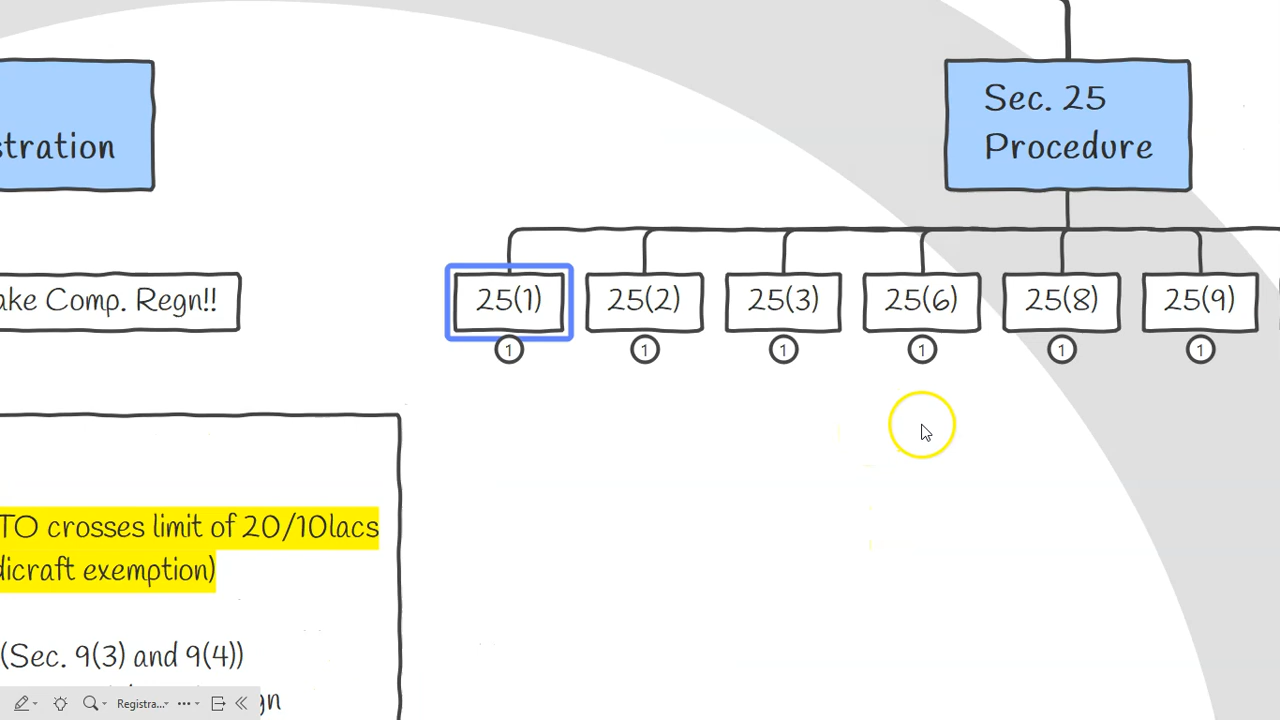 stration
Sec. 25
Procedure
ake Comp. Regn!!
25(1)
25(2)
25(3)
25(6)
25(8)
25(9)
1
1
1
1
1
1
TO crosses limit of 20/10lacs
dicraft exemption)
(Sec. 9(3) and 9(4))
gn
Registra...